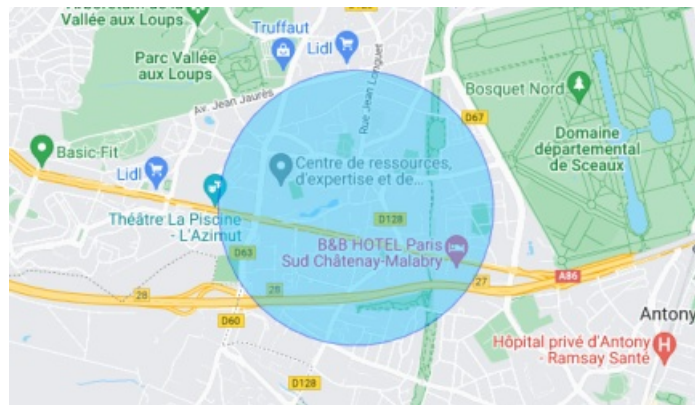 Vallée aux Loups
Truffaut
Lidl
Parc Vallée
aux Loups
Av. Jean Jaurès
Rue Jean Longuet
Bosquet Nord
D67
Domaine
départemental
de Sceaux
Basic-Fit
Lidl
Centre de ressources,
d'expertise et de...
Théâtre La Piscine
- L'Azimut
D128
D63
B&B HOTEL Paris
Sud Châtenay-Malabry
A86
28
28
27
D60
Antony
Hôpital privé d'Antony
- Ramsay Santé
H
D128